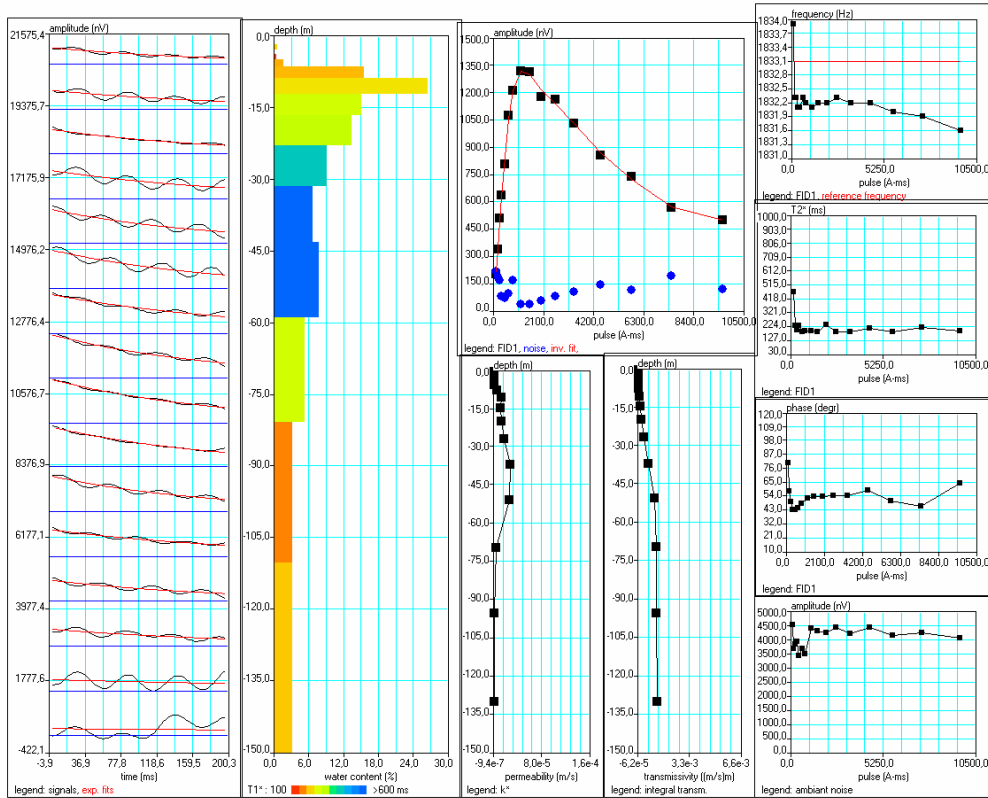 amplitude (nV)
21575,4
19375,7
17175,9
14976,2
12776,4
10576,7
8376,9
6177,1
3977,4
1777,6
-422,1
-3,9 36,9 77,8 118,6 159,5 200,3
time (ms)
legend: signals, exp. fits
depth (m)
0,0
-15,0
-30,0
-45,0
-60,0
-75,0
-90,0
-105,0
-120,0
-135,0
-150,0
0,0 6,0 12,0 18,0 24,0 30,0
water content (%)
T1* : 100 >600 ms
amplitude (nV)
1500,0
1350,0
1200,0
1050,0
900,0
750,0
600,0
450,0
300,0
150,0
0,0
0,0 2100,0 4200,0 6300,0 8400,0 10500,0
pulse (A-ms)
legend: FID1, noise, inv. fit,
depth (m)
0,0
-15,0
-30,0
-45,0
-60,0
-75,0
-90,0
-105,0
-120,0
-135,0
-150,0
-9.4e-7 8,0e-5 1,6e-4
permeability (m/s)
legend: k*
depth (m)
0,0
-15,0
-30,0
-45,0
-60,0
-75,0
-90,0
-105,0
-120,0
-135,0
-150,0
-6,2e-5 3,3e-3 6,6e-3
transmissivity ((m/s)m)
legend: integral transm.
frequency (Hz)
1834,0
1833,7
1833,4
1833,1
1832,8
1832,5
1832,2
1831,9
1831,6
1831,3
1831,0
0,0 5250,0 10500,0
pulse (A-ms)
legend: FID1, reference frequency
T2* (ms)
1000,0
903,0
806,0
709,0
612,0
515,0
418,0
321,0
224,0
127,0
30,0
0,0 5250,0 10500,0
pulse (A-ms)
legend: FID1
phase (degr)
120,0
109,0
98,0
87,0
76,0
65,0
54,0
43,0
32,0
21,0
10,0
0,0 2100,0 4200,0 6300,0 8400,0 10500,0
pulse (A-ms)
legend: FID1
amplitude (nV)
5000,0
4500,0
4000,0
3500,0
3000,0
2500,0
2000,0
1500,0
1000,0
500,0
0,0
0,0 2100,0 4200,0 6300,0 8400,0 10500,0
pulse (A-ms)
legend: ambient noise